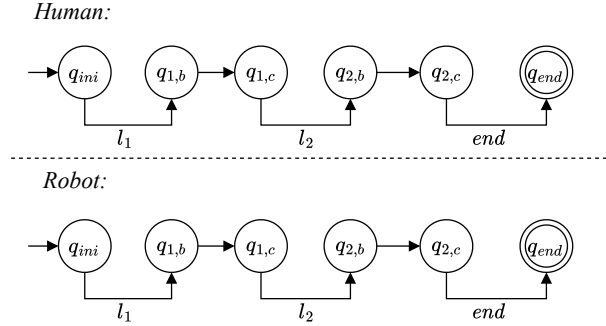 Human:
q_ini q_1,b q_1,c q_2,b q_2,c q_end
l_1 l_2 end
Robot:
q_ini q_1,b q_1,c q_2,b q_2,c q_end
l_1 l_2 end